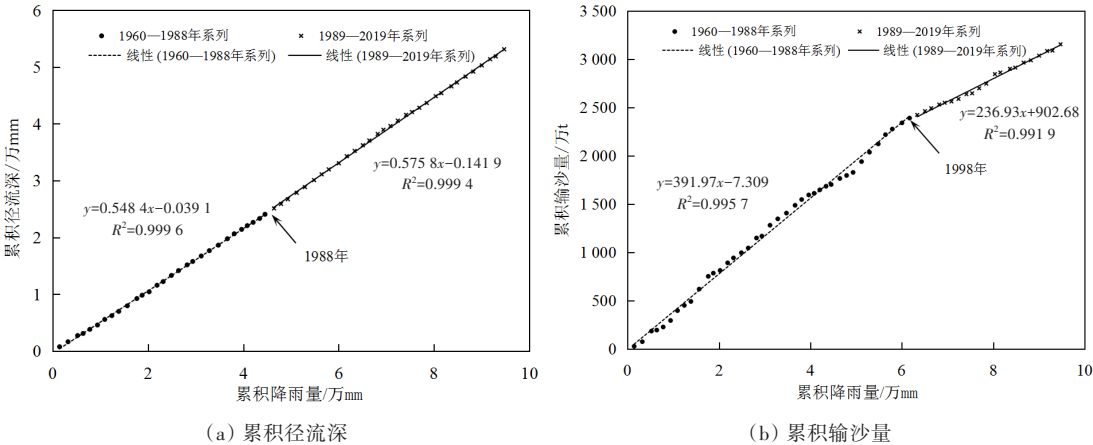 6
5
4
3
2
1
0
累积径流深/万mm
1960—1988年系列
1989—2019年系列
线性 (1960—1988年系列)
线性 (1989—2019年系列)
y=0.575 8x−0.141 9
R²=0.999 4
y=0.548 4x−0.039 1
R²=0.999 6
1988年
0 2 4 6 8 10
累积降雨量/万mm
(a) 累积径流深
3 500
3 000
2 500
2 000
1 500
1 000
500
0
累积输沙量/万t
1960—1988年系列
1989—2019年系列
线性 (1960—1988年系列)
线性 (1989—2019年系列)
y=236.93x+902.68
R²=0.991 9
1998年
y=391.97x−7.309
R²=0.995 7
0 2 4 6 8 10
累积降雨量/万mm
(b) 累积输沙量